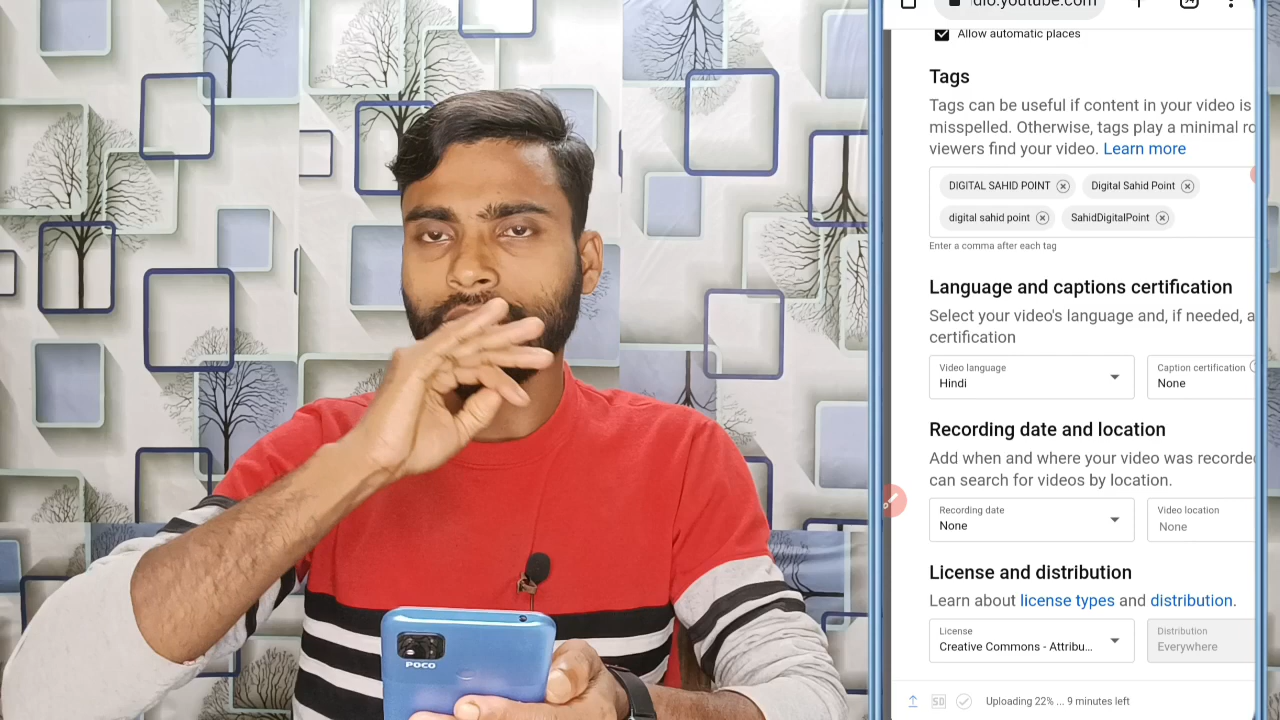 dio.youtube.com
Allow automatic places
Tags
Tags can be useful if content in your video is
misspelled. Otherwise, tags play a minimal ro
viewers find your video. Learn more
DIGITAL SAHID POINT Digital Sahid Point
digital sahid point SahidDigitalPoint
Enter a comma after each tag
Language and captions certification
Select your video's language and, if needed, a
certification
Video language
Hindi
Caption certification
None
Recording date and location
Add when and where your video was recorde
can search for videos by location.
Recording date
None
Video location
None
License and distribution
Learn about license types and distribution.
License
Creative Commons - Attribu...
Distribution
Everywhere
SD Uploading 22% ... 9 minutes left
POCO